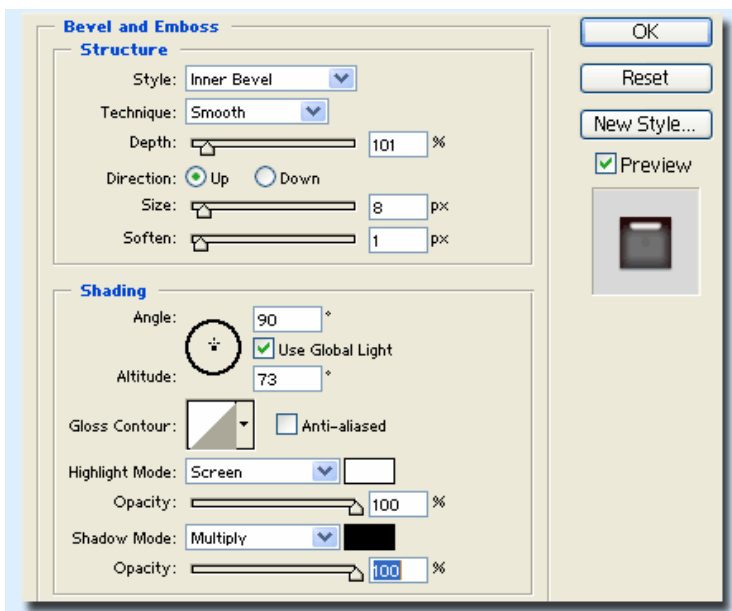 Bevel and Emboss
Structure
Style: Inner Bevel
Technique: Smooth
Depth: 101 %
Direction: Up Down
Size: 8 px
Soften: 1 px
Shading
Angle: 90 °
Use Global Light
Altitude: 73 °
Gloss Contour: Anti-aliased
Highlight Mode: Screen
Opacity: 100 %
Shadow Mode: Multiply
Opacity: 100 %
OK
Reset
New Style...
Preview